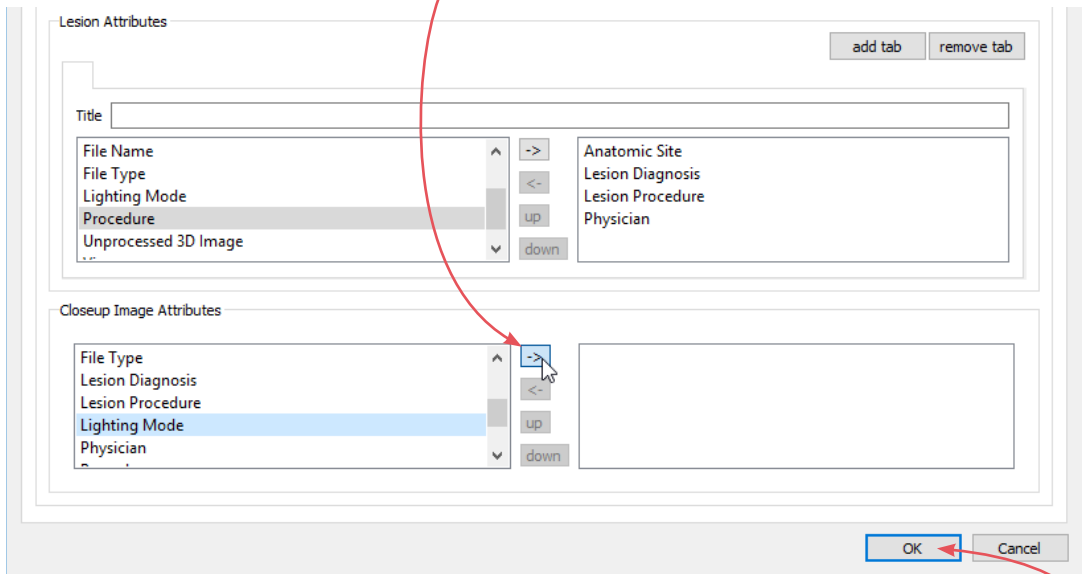 Lesion Attributes
add tab remove tab
Title
File Name
File Type
Lighting Mode
Procedure
Unprocessed 3D Image
->
<-
up
down
Anatomic Site
Lesion Diagnosis
Lesion Procedure
Physician
Closeup Image Attributes
File Type
Lesion Diagnosis
Lesion Procedure
Lighting Mode
Physician
->
<-
up
down
OK Cancel